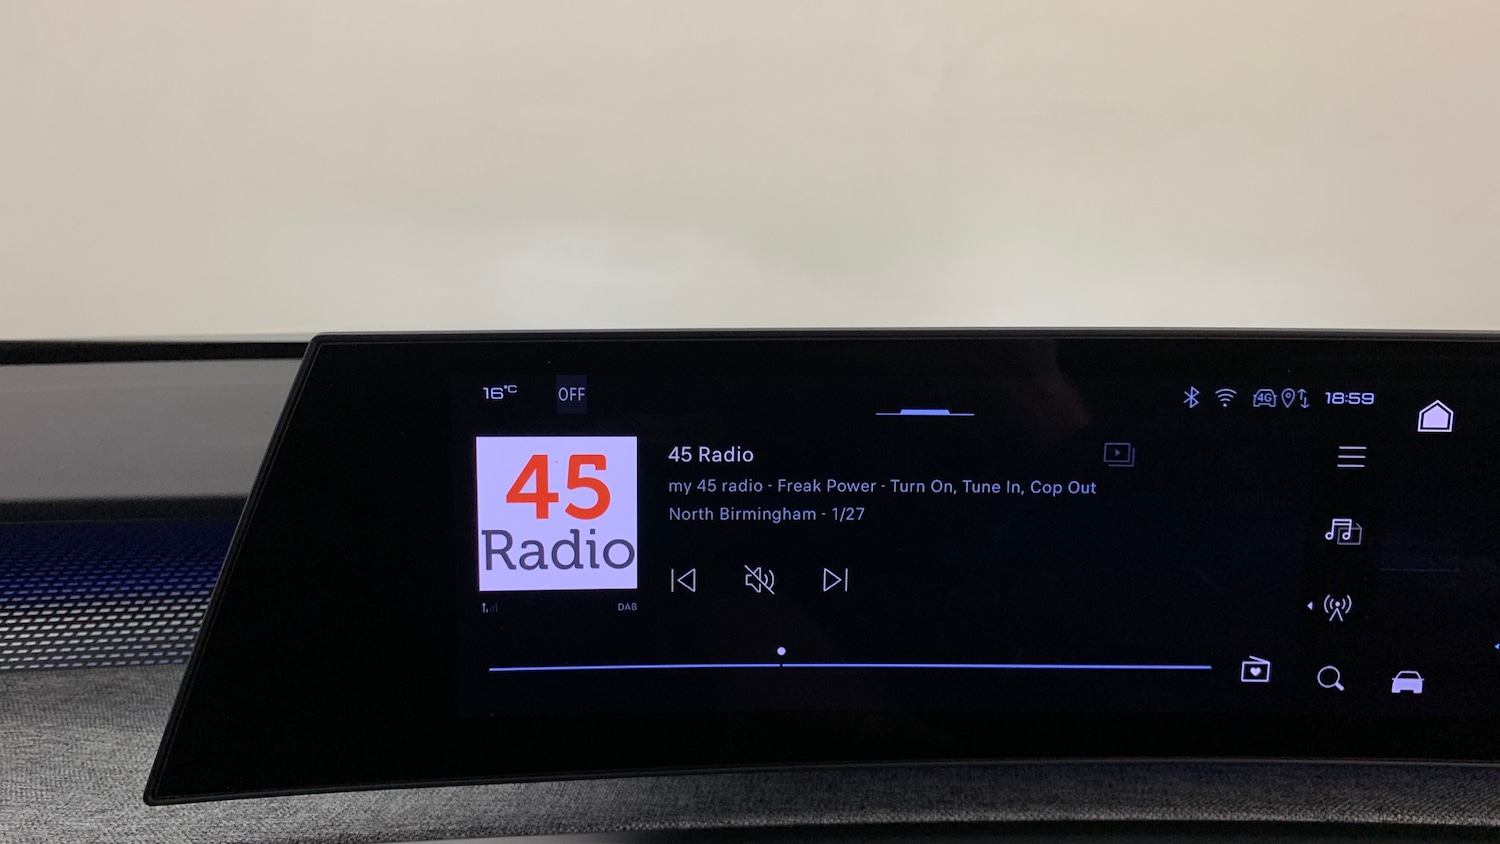 16°C OFF
4G 18:59
45
Radio
45 Radio
my 45 radio - Freak Power - Turn On, Tune In, Cop Out
North Birmingham - 1/27
DAB